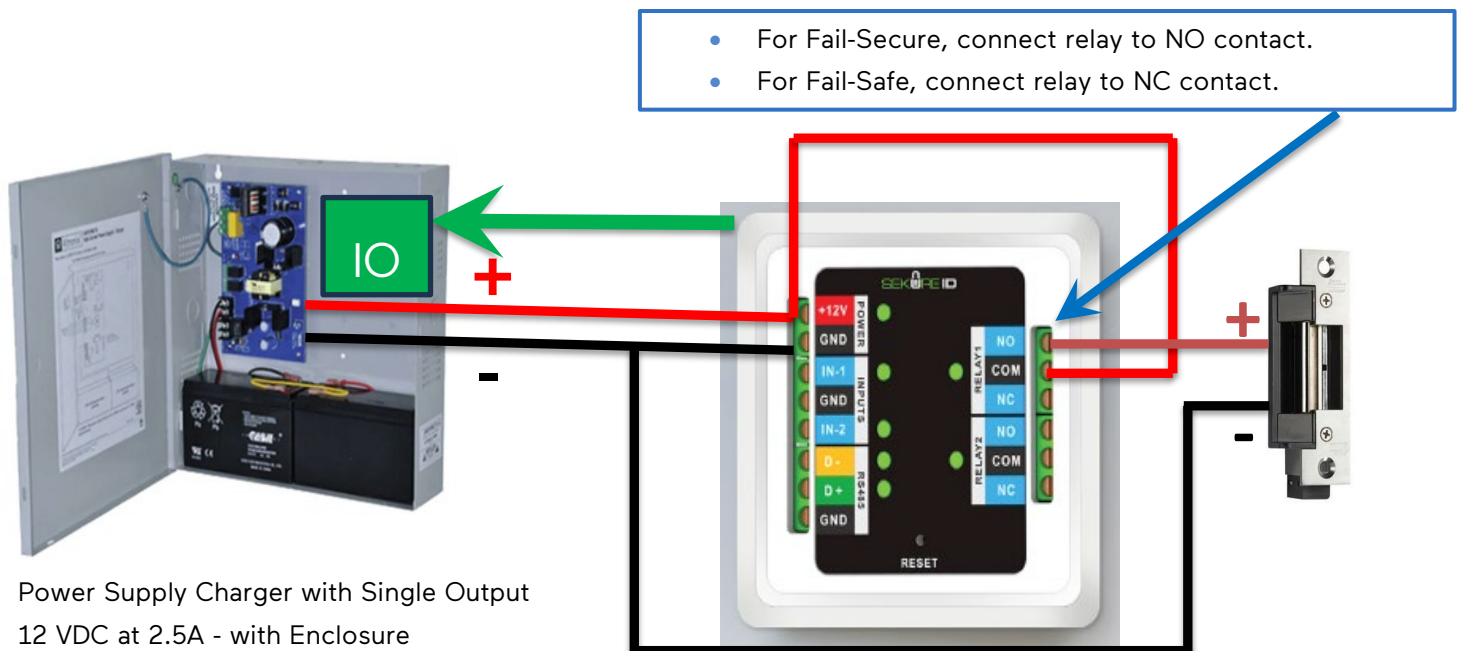 For Fail-Secure, connect relay to NO contact.
For Fail-Safe, connect relay to NC contact.
IO
+
-
SEKURE ID
+12V
GND
POWER
IN-1
GND
IN-2
INPUTS
D-
D+
GND
RS485
NO
COM
NC
RELAY1
NO
COM
NC
RELAY2
RESET
+
-
Power Supply Charger with Single Output
12 VDC at 2.5A - with Enclosure